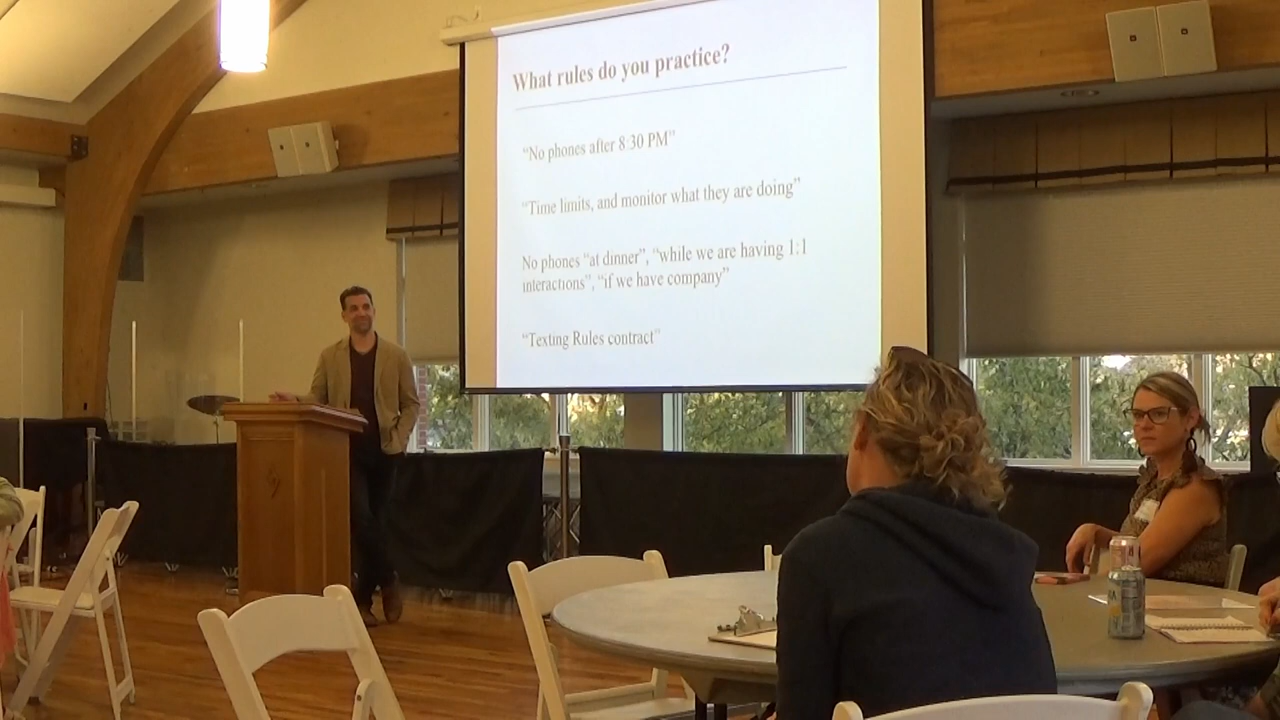 What rules do you practice?
“No phones after 8:30 PM”
“Time limits, and monitor what they are doing”
No phones “at dinner”, “while we are having 1:1
interactions”, “if we have company”
“Texting Rules contract”